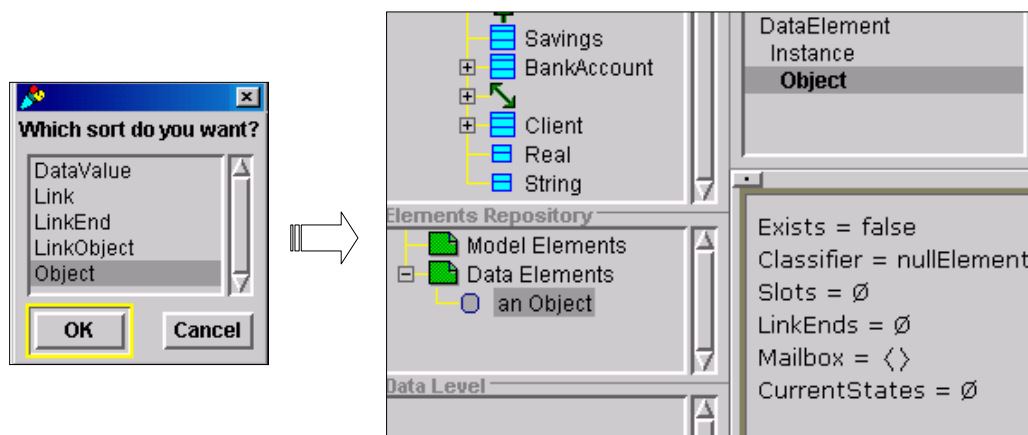 Which sort do you want?
DataValue
Link
LinkEnd
LinkObject
Object
OK
Cancel
Savings
BankAccount
Client
Real
String
Elements Repository
Model Elements
Data Elements
an Object
Data Level
DataElement
Instance
Object
Exists = false
Classifier = nullElement
Slots = Ø
LinkEnds = Ø
Mailbox = ⟨⟩
CurrentStates = Ø